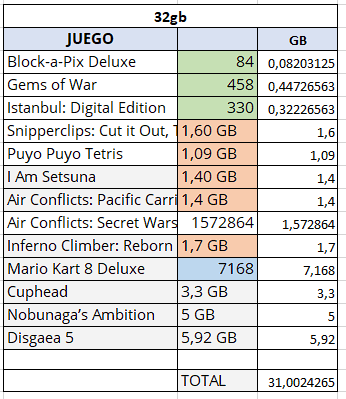 32gb
JUEGO GB
Block-a-Pix Deluxe 84 0,08203125
Gems of War 458 0,44726563
Istanbul: Digital Edition 330 0,32226563
Snipperclips: Cut it Out, T 1,60 GB 1,6
Puyo Puyo Tetris 1,09 GB 1,09
I Am Setsuna 1,40 GB 1,4
Air Conflicts: Pacific Carri 1,4 GB 1,4
Air Conflicts: Secret Wars 1572864 1,572864
Inferno Climber: Reborn 1,7 GB 1,7
Mario Kart 8 Deluxe 7168 7,168
Cuphead 3,3 GB 3,3
Nobunaga’s Ambition 5 GB 5
Disgaea 5 5,92 GB 5,92
TOTAL 31,0024265